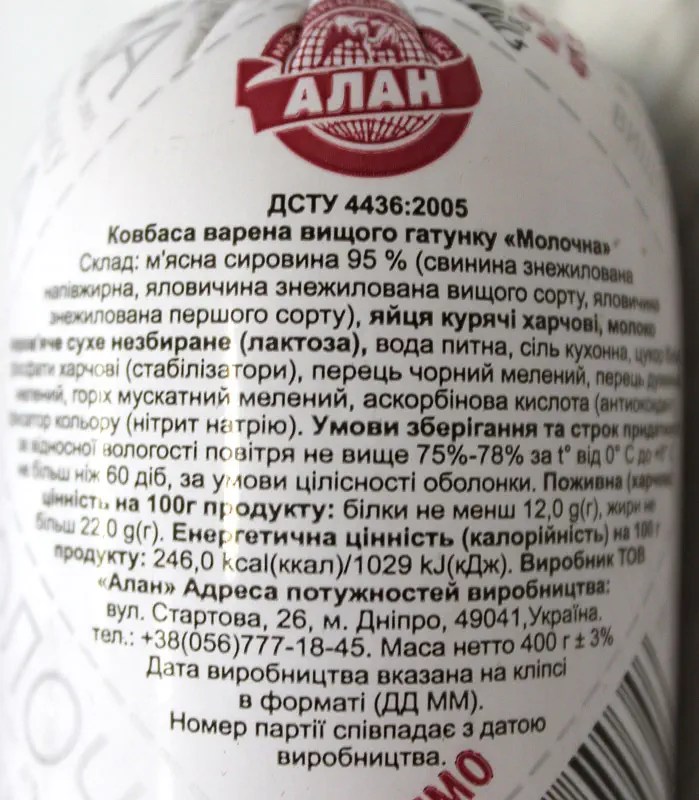 АЛАН
ДСТУ 4436:2005
Ковбаса варена вищого гатунку «Молочна»
Склад: м'ясна сировина 95 % (свинина знежилована
напівжирна, яловичина знежилована вищого сорту, яловичина
знежилована першого сорту), яйця курячі харчові, молоко
сухе незбиране (лактоза), вода питна, сіль кухонна, цукор
фосфати харчові (стабілізатори), перець чорний мелений, перець
мелений, горіх мускатний мелений, аскорбінова кислота (антиоксидант
фіксатор кольору (нітрит натрію). Умови зберігання та строк
за відносної вологості повітря не вище 75%-78% за t° від 0° С до
не більш ніж 60 діб, за умови цілісності оболонки. Поживна
цінність на 100г продукту: білки не менш 12,0 g(г), жири не
більш 22,0 g(г). Енергетична цінність (калорійність) на 100 г
продукту: 246,0 kcal(ккал)/1029 kJ(кДж). Виробник ТОВ
«Алан» Адреса потужностей виробництва:
вул. Стартова, 26, м. Дніпро, 49041,Україна.
тел.: +38(056)777-18-45. Маса нетто 400 г ± 3%
Дата виробництва вказана на кліпсі
в форматі (ДД ММ).
Номер партії співпадає з датою
виробництва.